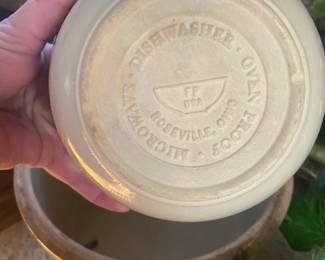 MICROWAVE · DISHWASHER · OVEN PROOF ·
FF
USA
ROSEVILLE, OHIO